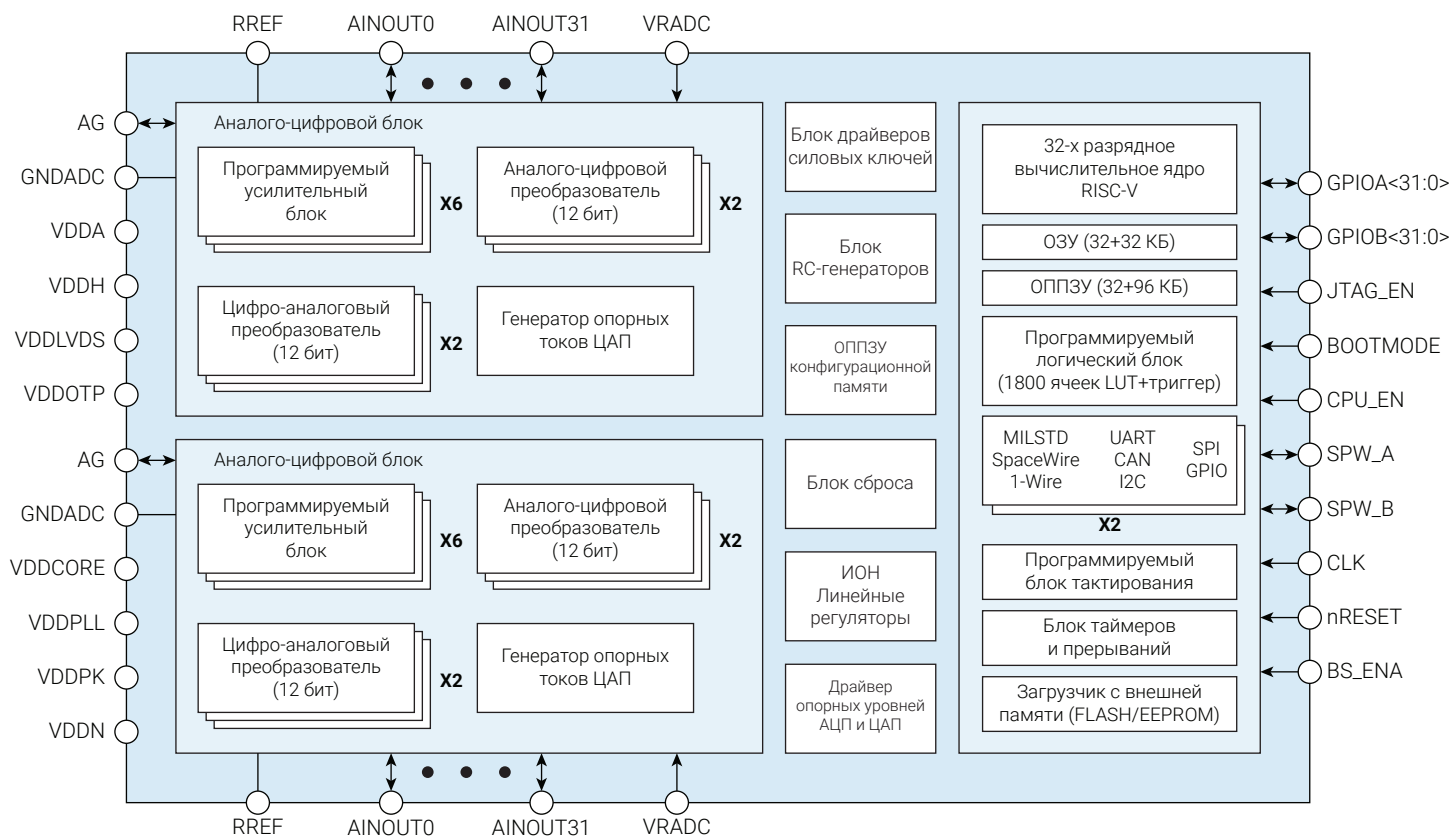 RREF
AINOUT0
AINOUT31
VRADC
AG
GNDADC
VDDA
VDDH
VDDLVDS
VDDOTP
AG
GNDADC
VDDCORE
VDDPLL
VDDPK
VDDN
Аналого-цифровой блок
Программируемый
усилительный
блок
X6
Аналого-цифровой
преобразователь
(12 бит)
X2
Цифро-аналоговый
преобразователь
(12 бит)
X2
Генератор опорных
токов ЦАП
Аналого-цифровой блок
Программируемый
усилительный
блок
X6
Аналого-цифровой
преобразователь
(12 бит)
X2
Цифро-аналоговый
преобразователь
(12 бит)
X2
Генератор опорных
токов ЦАП
Блок драйверов
силовых ключей
Блок
RC-генераторов
ОППЗУ
конфигурационной
памяти
Блок сброса
ИОН
Линейные
регуляторы
Драйвер
опорных уровней
АЦП и ЦАП
32-х разрядное
вычислительное ядро
RISC-V
ОЗУ (32+32 КБ)
ОППЗУ (32+96 КБ)
Программируемый
логический блок
(1800 ячеек LUT+триггер)
MILSTD
SpaceWire
1-Wire
UART
CAN
I2C
SPI
GPIO
X2
Программируемый
блок тактирования
Блок таймеров
и прерываний
Загрузчик с внешней
памяти (FLASH/EEPROM)
GPIOA<31:0>
GPIOB<31:0>
JTAG_EN
BOOTMODE
CPU_EN
SPW_A
SPW_B
CLK
nRESET
BS_ENA
RREF
AINOUT0
AINOUT31
VRADC